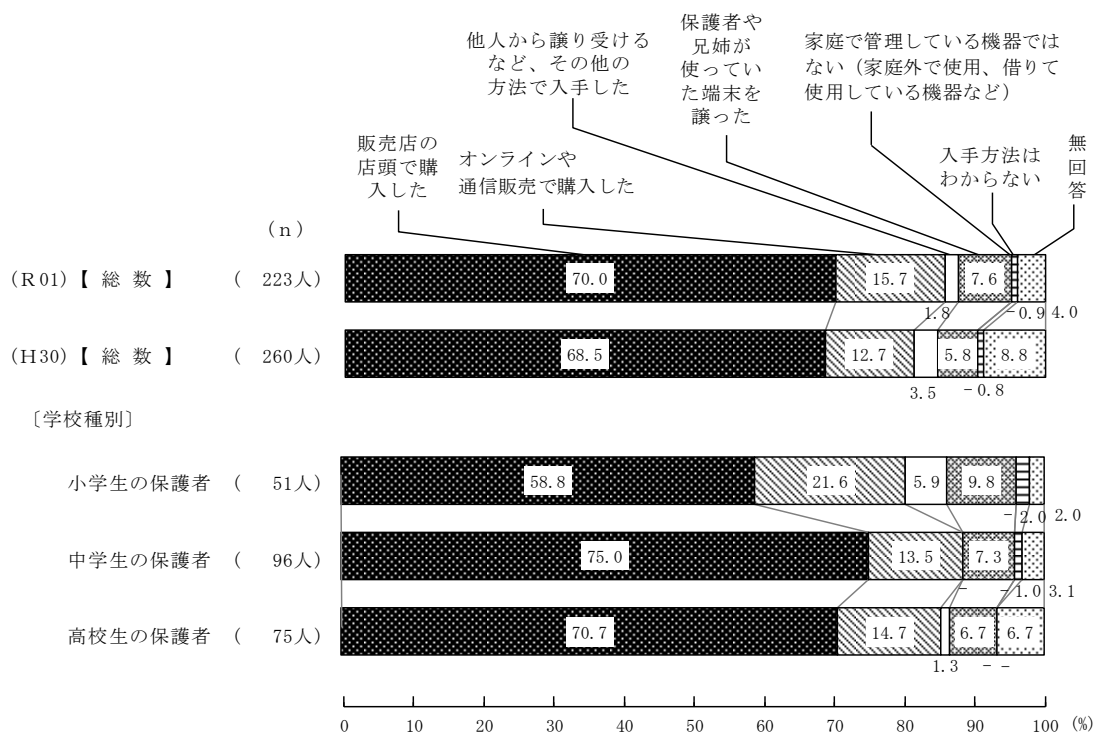 保護者や
兄姉が
使ってい
た端末を
譲った
他人から譲り受ける
など、その他の
方法で入手した
家庭で管理している機器では
ない（家庭外で使用、借りて
使用している機器など）
販売店の
店頭で購
入した
オンラインや
通信販売で購入した
入手方法は
わからない
無
回
答
(n)
(R01)【 総 数 】 ( 223人) 70.0 15.7 7.6
1.8 - 0.9 4.0
(H30)【 総 数 】 ( 260人) 68.5 12.7 5.8 8.8
3.5 - 0.8
〔学校種別〕
小学生の保護者 ( 51人) 58.8 21.6 5.9 9.8
- 2.0 2.0
中学生の保護者 ( 96人) 75.0 13.5 7.3
- - 1.0 3.1
高校生の保護者 ( 75人) 70.7 14.7 6.7 6.7
1.3 - -
0 10 20 30 40 50 60 70 80 90 100 (%)